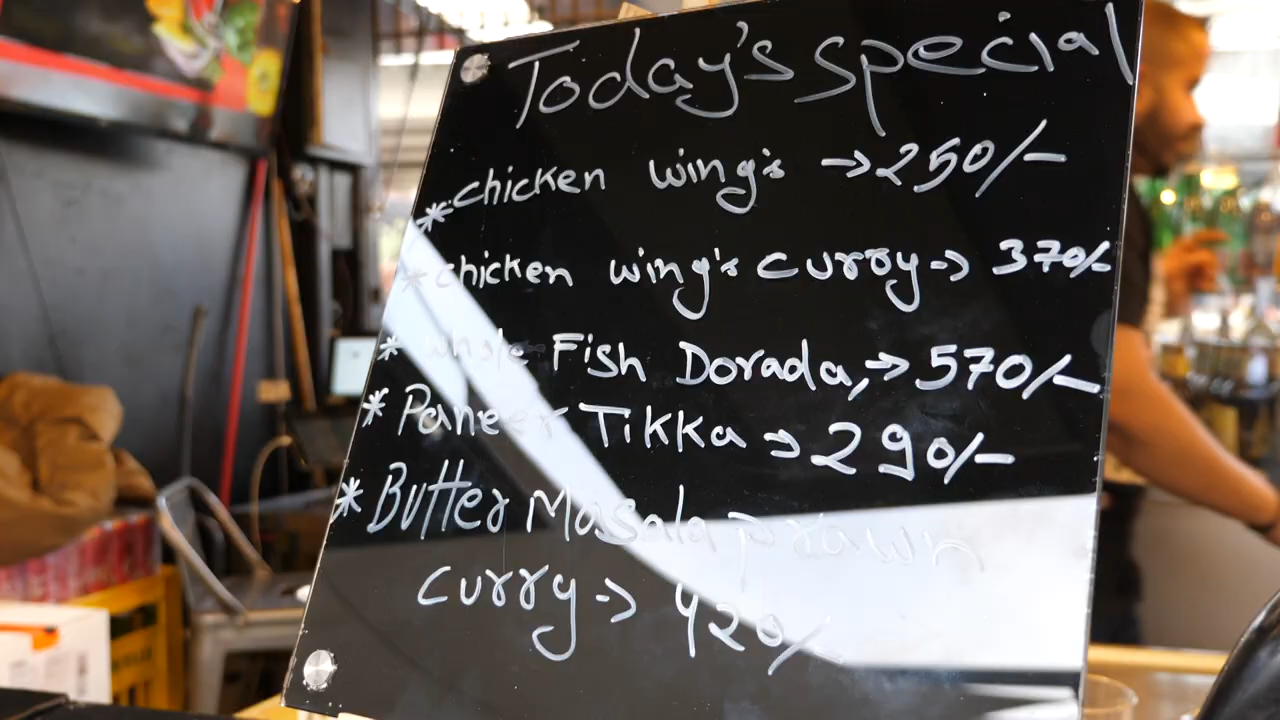 Today's special
* chicken wing's → 250/-
* chicken wing's curry → 370/-
* whole Fish Dorada, → 570/-
* Paneer Tikka → 290/-
* Butter Masala prawn
curry → 420/-